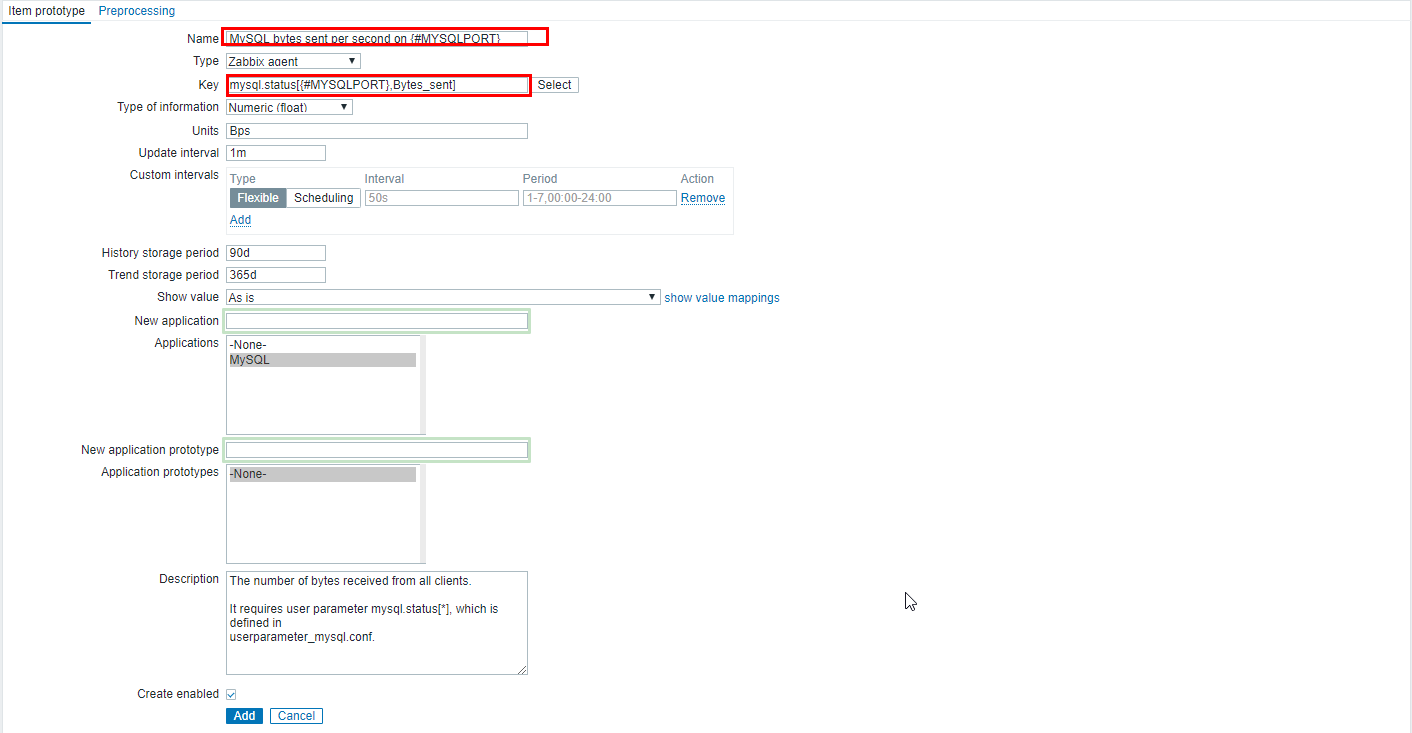 Item prototype Preprocessing
Name MySQL bytes sent per second on {#MYSQLPORT}
Type Zabbix agent
Key mysql.status[{#MYSQLPORT},Bytes_sent] Select
Type of information Numeric (float)
Units Bps
Update interval 1m
Custom intervals Type Interval Period Action
Flexible Scheduling 50s 1-7,00:00-24:00 Remove
Add
History storage period 90d
Trend storage period 365d
Show value As is show value mappings
New application
Applications -None-
MySQL
New application prototype
Application prototypes -None-
Description The number of bytes received from all clients.
It requires user parameter mysql.status[*], which is
defined in
userparameter_mysql.conf.
Create enabled
Add Cancel